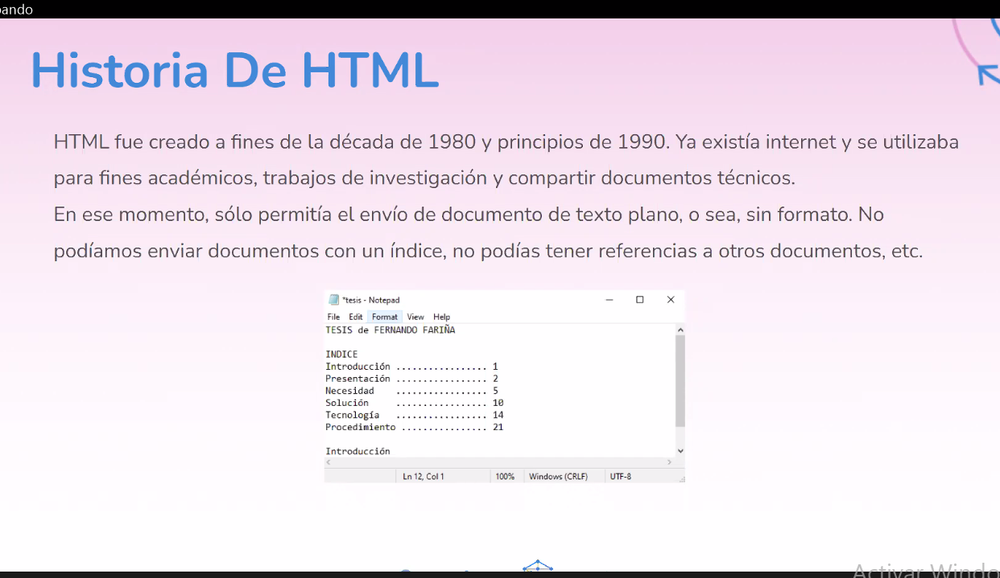 Historia De HTML
HTML fue creado a fines de la década de 1980 y principios de 1990. Ya existía internet y se utilizaba
para fines académicos, trabajos de investigación y compartir documentos técnicos.
En ese momento, sólo permitía el envío de documento de texto plano, o sea, sin formato. No
podíamos enviar documentos con un índice, no podías tener referencias a otros documentos, etc.
*tesis - Notepad
File Edit Format View Help
TESIS de FERNANDO FARIÑA
INDICE
Introducción ................. 1
Presentación ................. 2
Necesidad ................. 5
Solución ................. 10
Tecnología ................. 14
Procedimiento ................ 21
Introducción
Ln 12, Col 1 100% Windows (CRLF) UTF-8
Activar Windo